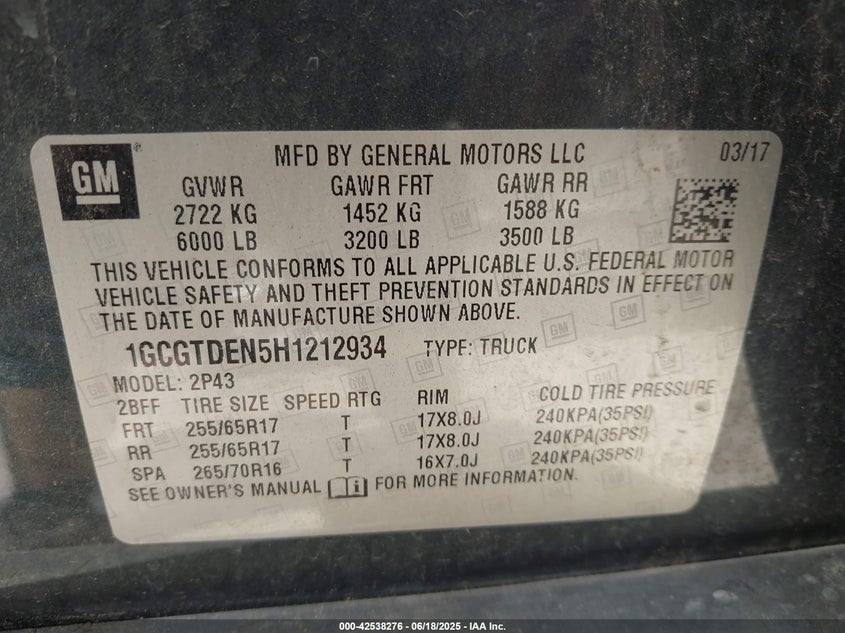 GM
MFD BY GENERAL MOTORS LLC 03/17
GVWR GAWR FRT GAWR RR
2722 KG 1452 KG 1588 KG
6000 LB 3200 LB 3500 LB
THIS VEHICLE CONFORMS TO ALL APPLICABLE U.S. FEDERAL MOTOR
VEHICLE SAFETY AND THEFT PREVENTION STANDARDS IN EFFECT ON
THE DATE OF MANUFACTURE SHOWN ABOVE.
1GCGTDEN5H1212934 TYPE: TRUCK
MODEL: 2P43
2BFF TIRE SIZE SPEED RTG RIM COLD TIRE PRESSURE
FRT 255/65R17 T 17X8.0J 240KPA(35PSI)
RR 255/65R17 T 17X8.0J 240KPA(35PSI)
SPA 265/70R16 T 16X7.0J 240KPA(35PSI)
SEE OWNER'S MANUAL FOR MORE INFORMATION.
000-42538276 - 06/18/2025 - IAA Inc.